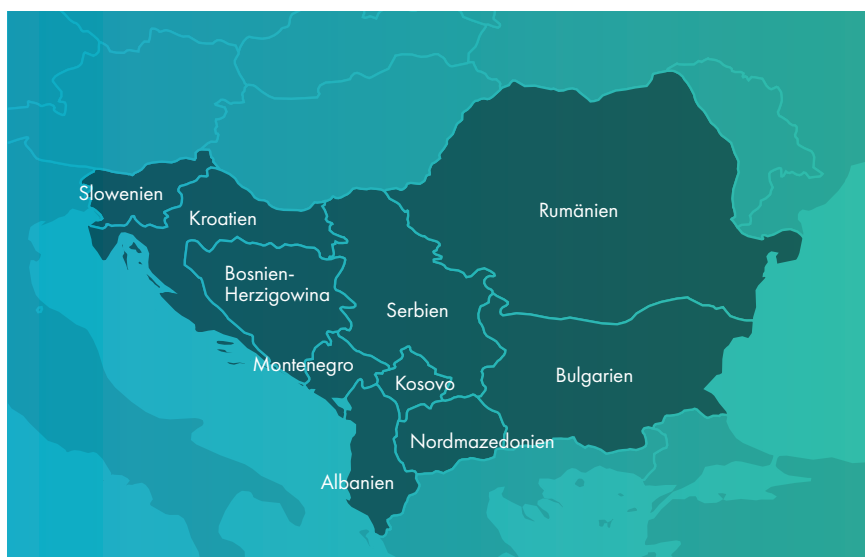 Slowenien
Kroatien
Rumänien
Bosnien-
Herzigowina
Serbien
Montenegro
Kosovo
Bulgarien
Nordmazedonien
Albanien